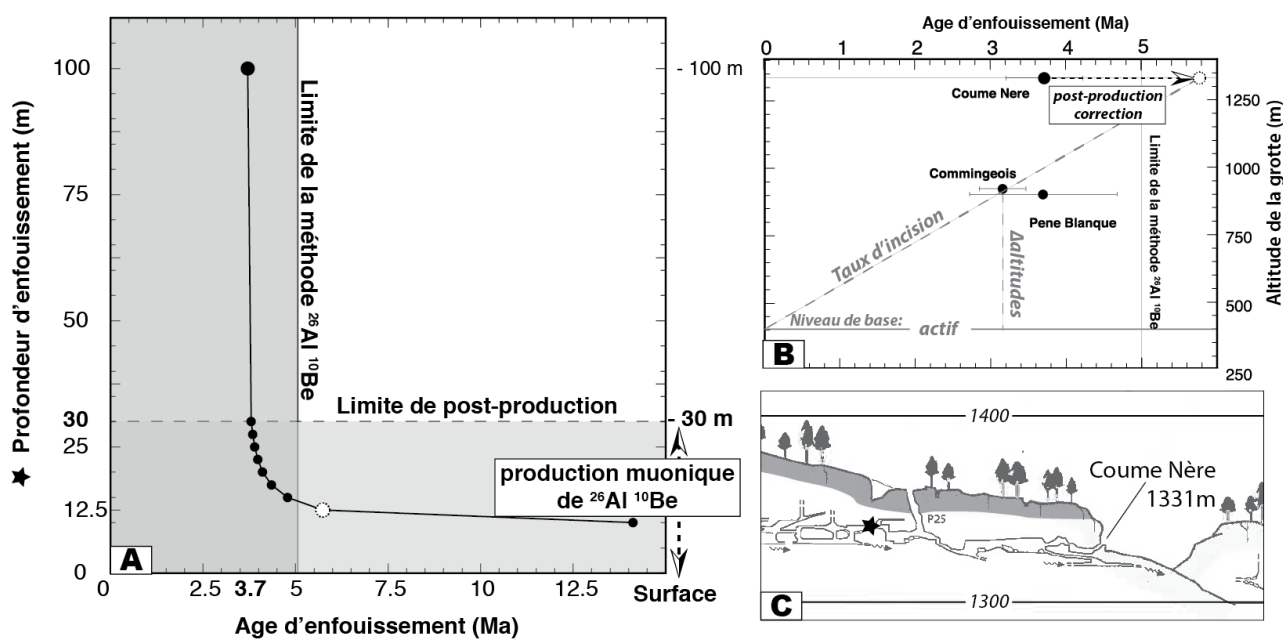 100
75
50
30
25
12.5
0
★ Profondeur d'enfouissement (m)
Limite de la méthode ²⁶Al ¹⁰Be
- 100 m
Limite de post-production
- 30 m
production muonique
de ²⁶Al ¹⁰Be
A
0 2.5 3.7 5 7.5 10 12.5 Surface
Age d'enfouissement (Ma)
Age d'enfouissement (Ma)
0 1 2 3 4 5
Coume Nere
post-production
correction
Commingeois
Pene Blanque
Taux d'incision
Δaltitudes
Limite de la méthode ²⁶Al ¹⁰Be
Niveau de base: actif
B
1250
1000
750
500
250
Altitude de la grotte (m)
1400
Coume Nère
1331m
P25
C
1300